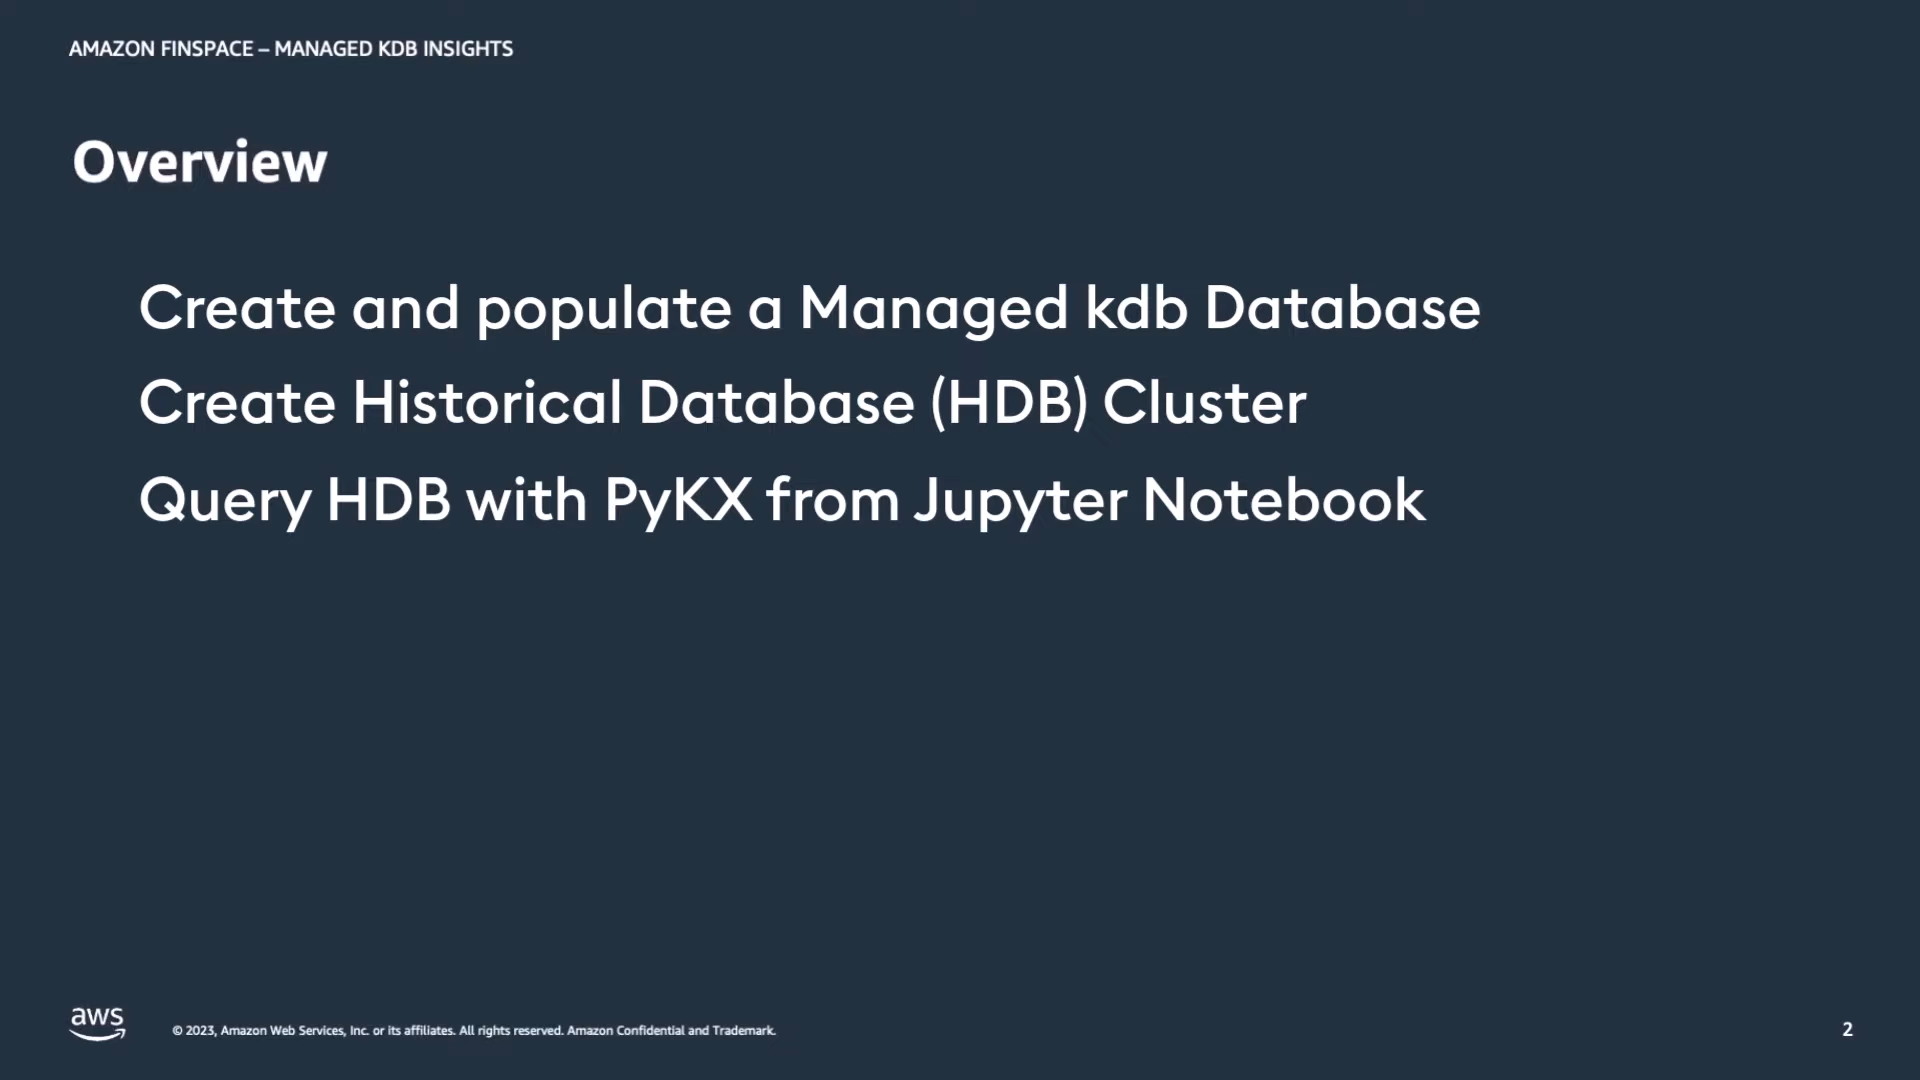 AMAZON FINSPACE – MANAGED KDB INSIGHTS
Overview
Create and populate a Managed kdb Database
Create Historical Database (HDB) Cluster
Query HDB with PyKX from Jupyter Notebook
aws
© 2023, Amazon Web Services, Inc. or its affiliates. All rights reserved. Amazon Confidential and Trademark.
2